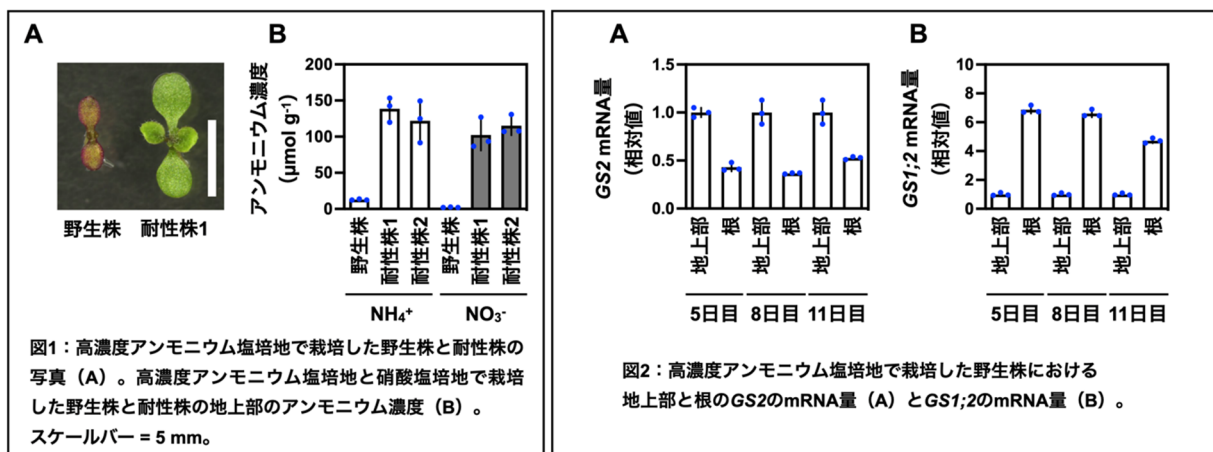 A
B
アンモニウム濃度
(μmol g⁻¹)
200
150
100
50
0
野生株
耐性株1
野生株
耐性株1
耐性株2
野生株
耐性株1
耐性株2
NH₄⁺
NO₃⁻
図1：高濃度アンモニウム塩培地で栽培した野生株と耐性株の
写真（A）。高濃度アンモニウム塩培地と硝酸塩培地で栽培
した野生株と耐性株の地上部のアンモニウム濃度（B）。
スケールバー = 5 mm。
A
GS2 mRNA量
（相対値）
1.5
1.0
0.5
0.0
地上部
根
地上部
根
地上部
根
5日目
8日目
11日目
B
GS1;2 mRNA量
（相対値）
10
8
6
4
2
0
地上部
根
地上部
根
地上部
根
5日目
8日目
11日目
図2：高濃度アンモニウム塩培地で栽培した野生株における
地上部と根のGS2のmRNA量（A）とGS1;2のmRNA量（B）。